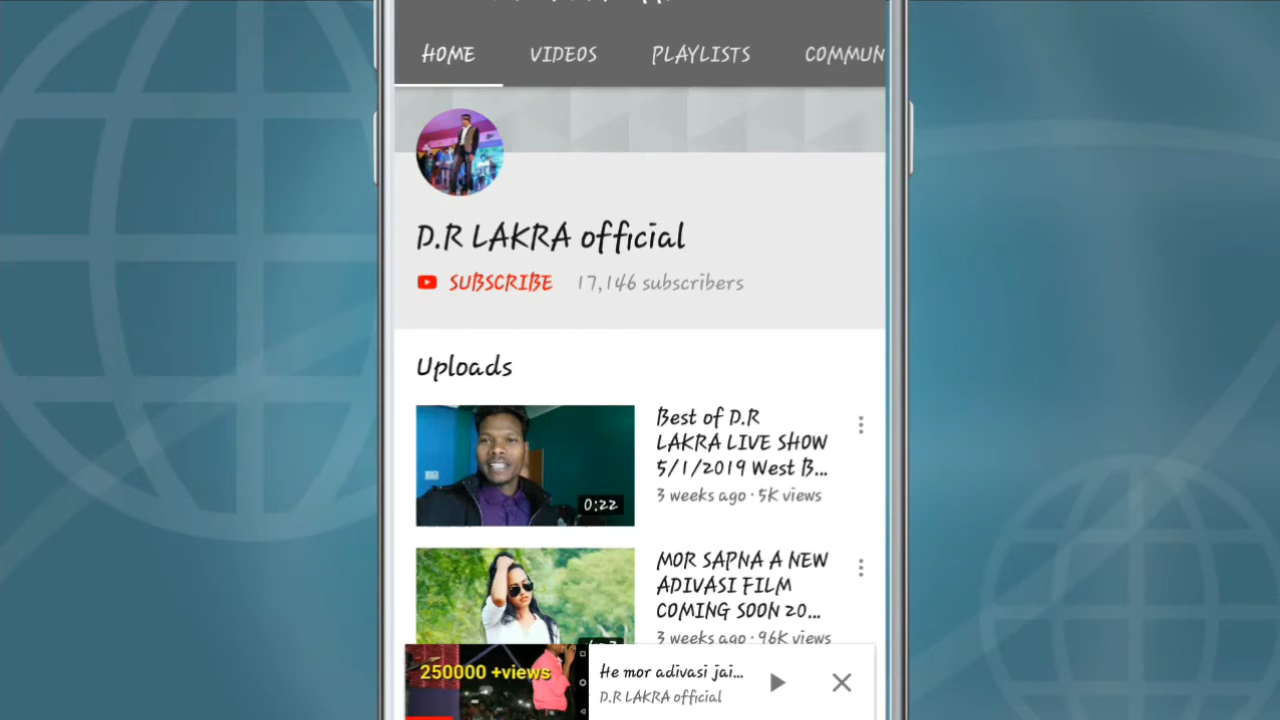 HOME VIDEOS PLAYLISTS COMMUN
D.R LAKRA official
SUBSCRIBE 17,146 subscribers
Uploads
Best of D.R
LAKRA LIVE SHOW
5/1/2019 West B...
3 weeks ago · 5K views
0:22
MOR SAPNA A NEW
ADIVASI FILM
COMING SOON 20...
3 weeks ago · 96K views
250000 +views
He mor adivasi jai...
D.R LAKRA official